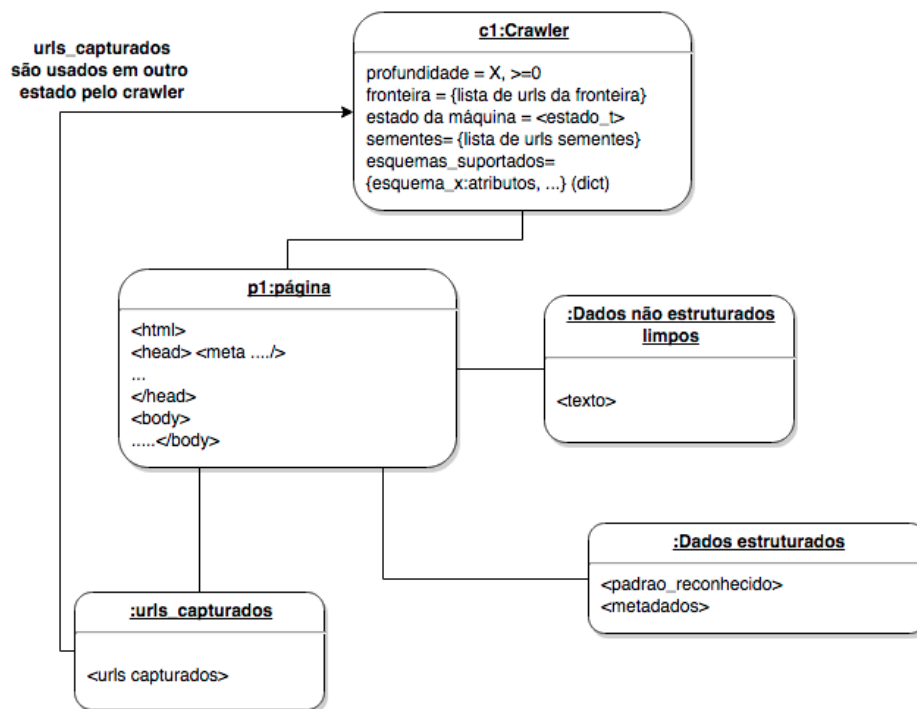 urls_capturados
são usados em outro
estado pelo crawler
c1:Crawler
profundidade = X, >=0
fronteira = {lista de urls da fronteira}
estado da máquina = <estado_t>
sementes= {lista de urls sementes}
esquemas_suportados=
{esquema_x:atributos, ...} (dict)
p1:página
<html>
<head> <meta ..../>
...
</head>
<body>
.....</body>
:Dados não estruturados
limpos
<texto>
:Dados estruturados
<padrao_reconhecido>
<metadados>
:urls_capturados
<urls capturados>